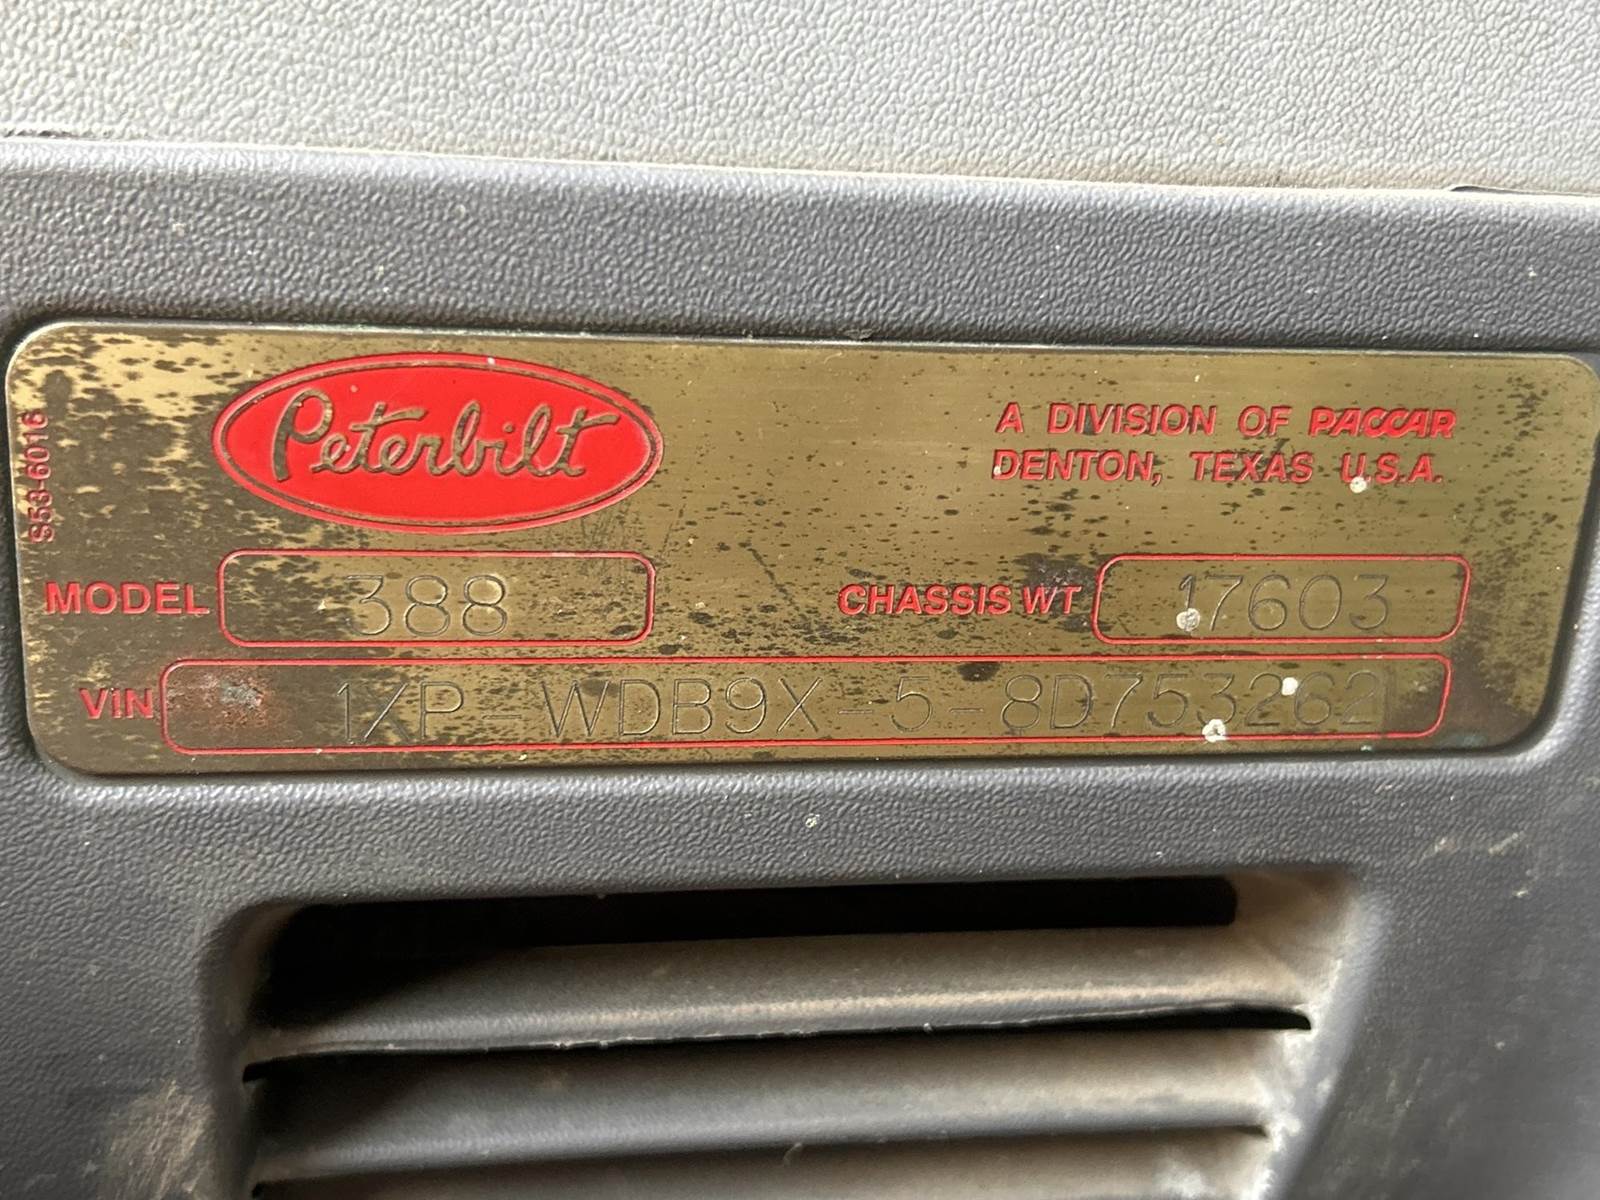 Peterbilt
A DIVISION OF PACCAR
DENTON, TEXAS U.S.A.
S53-6016
MODEL 388
CHASSIS WT 17603
VIN 1XP-WDB9X-5-8D753262